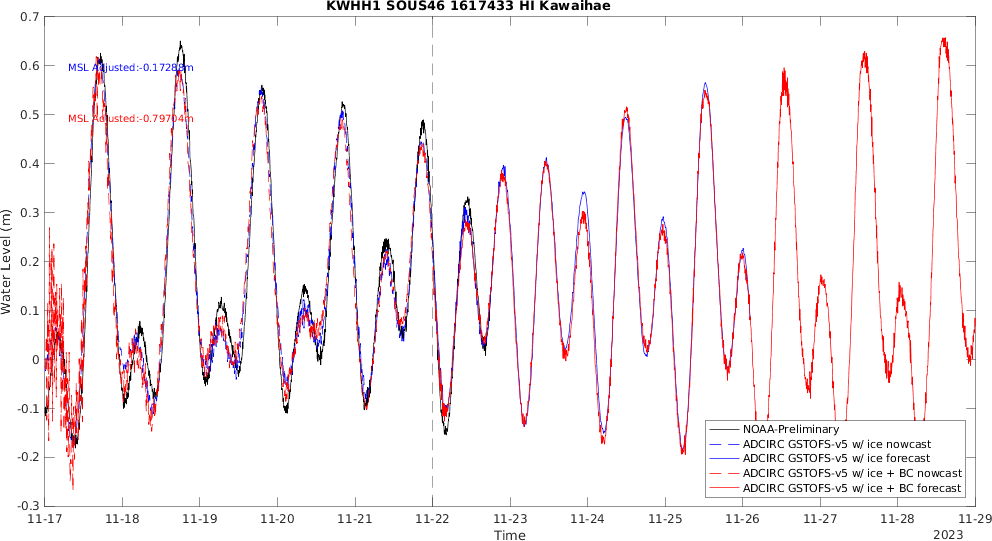 KWHH1 SOUS46 1617433 HI Kawaihae
0.7
0.6
0.5
0.4
0.3
0.2
0.1
0
-0.1
-0.2
-0.3
Water Level (m)
MSL Adjusted:-0.17288m
MSL Adjusted:-0.79704m
NOAA-Preliminary
ADCIRC GSTOFS-v5 w/ ice nowcast
ADCIRC GSTOFS-v5 w/ ice forecast
ADCIRC GSTOFS-v5 w/ ice + BC nowcast
ADCIRC GSTOFS-v5 w/ ice + BC forecast
11-17 11-18 11-19 11-20 11-21 11-22 11-23 11-24 11-25 11-26 11-27 11-28 11-29
Time
2023